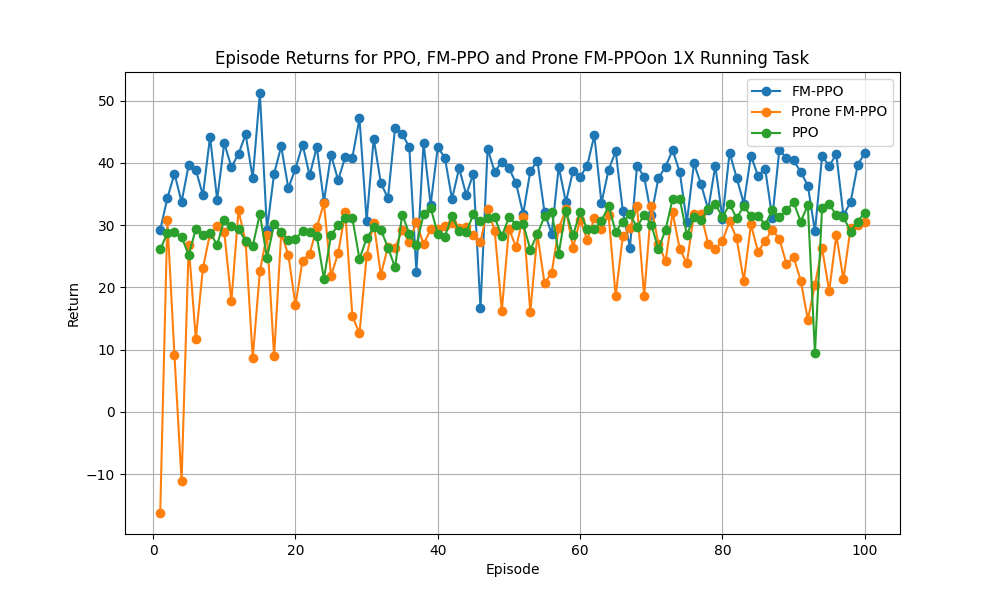 Episode Returns for PPO, FM-PPO and Prone FM-PPOon 1X Running Task
FM-PPO
Prone FM-PPO
PPO
Return
50
40
30
20
10
0
−10
0 20 40 60 80 100
Episode